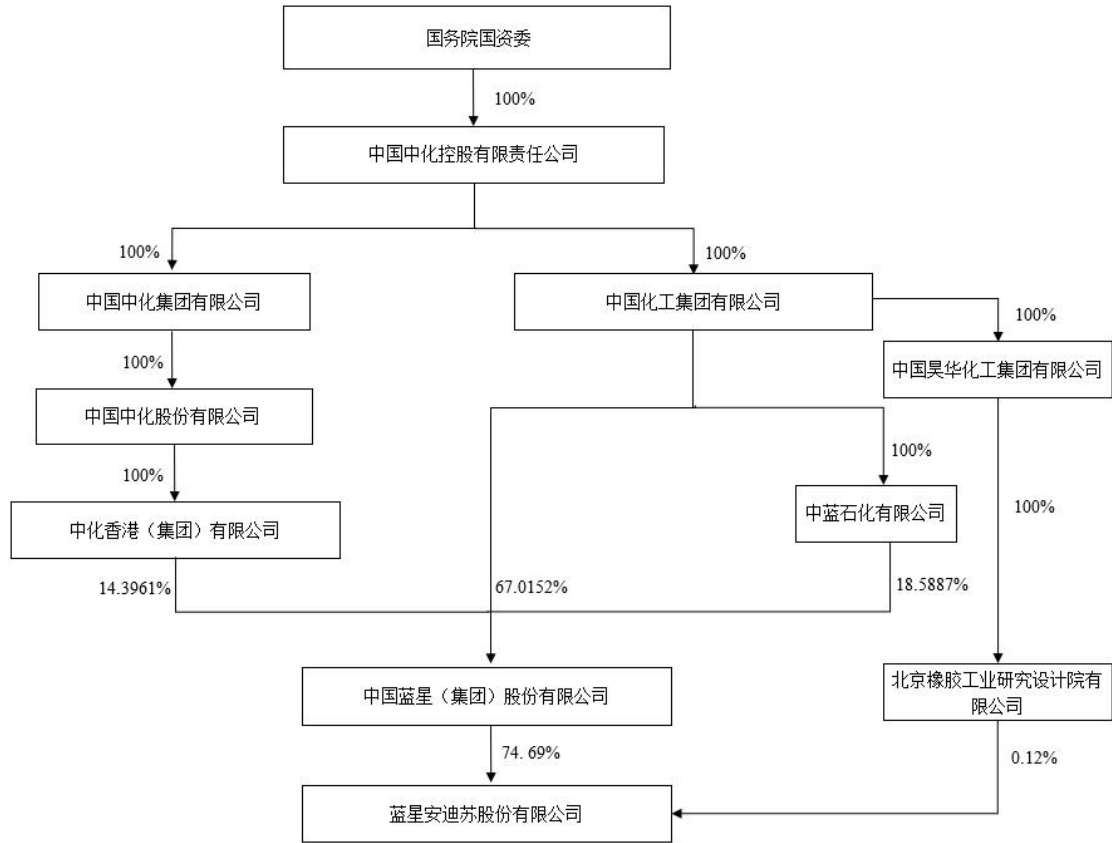 国务院国资委
100%
中国中化控股有限责任公司
100%
100%
中国中化集团有限公司
中国化工集团有限公司
100%
100%
中国昊华化工集团有限公司
中国中化股份有限公司
100%
100%
中化香港（集团）有限公司
中蓝石化有限公司
100%
14.3961%
67.0152%
18.5887%
中国蓝星（集团）股份有限公司
北京橡胶工业研究设计院有
限公司
74.69%
0.12%
蓝星安迪苏股份有限公司